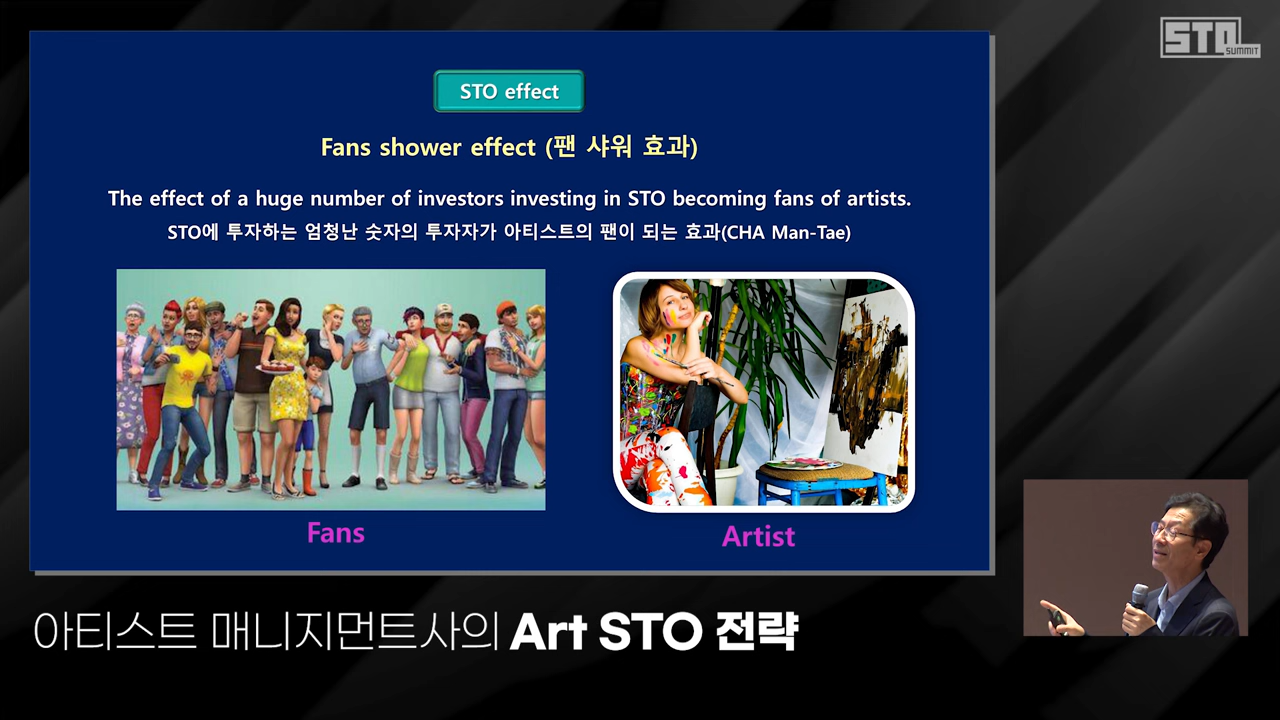 STO
SUMMIT
STO effect
Fans shower effect (팬 샤워 효과)
The effect of a huge number of investors investing in STO becoming fans of artists.
STO에 투자하는 엄청난 숫자의 투자자가 아티스트의 팬이 되는 효과(CHA Man-Tae)
Fans
Artist
아티스트 매니지먼트사의 Art STO 전략